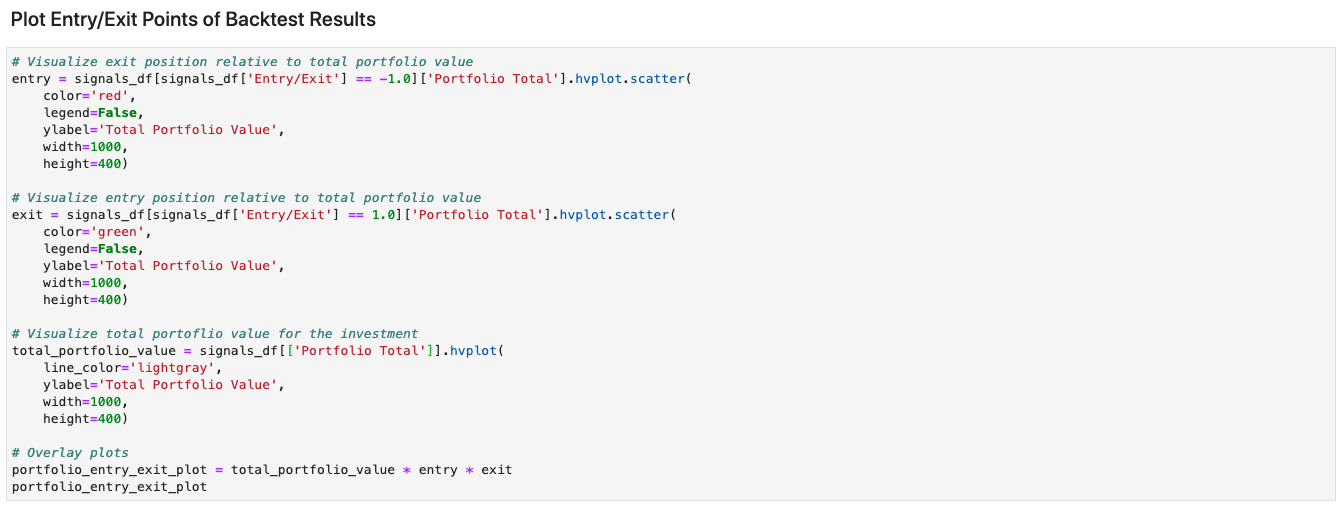 Plot Entry/Exit Points of Backtest Results
# Visualize exit position relative to total portfolio value
entry = signals_df[signals_df['Entry/Exit'] == -1.0]['Portfolio Total'].hvplot.scatter(
    color='red',
    legend=False,
    ylabel='Total Portfolio Value',
    width=1000,
    height=400)

# Visualize entry position relative to total portfolio value
exit = signals_df[signals_df['Entry/Exit'] == 1.0]['Portfolio Total'].hvplot.scatter(
    color='green',
    legend=False,
    ylabel='Total Portfolio Value',
    width=1000,
    height=400)

# Visualize total portoflio value for the investment
total_portfolio_value = signals_df[['Portfolio Total']].hvplot(
    line_color='lightgray',
    ylabel='Total Portfolio Value',
    width=1000,
    height=400)

# Overlay plots
portfolio_entry_exit_plot = total_portfolio_value * entry * exit
portfolio_entry_exit_plot